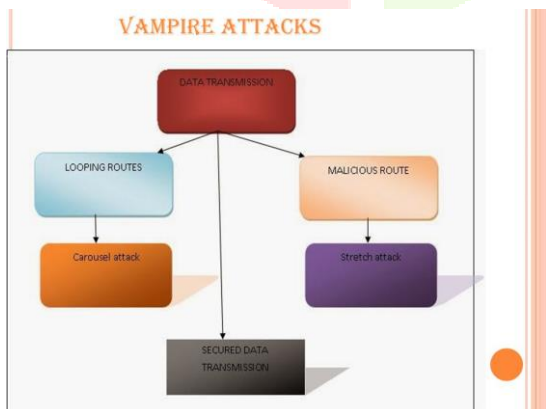 VAMPIRE ATTACKS
DATA TRANSMISSION
LOOPING ROUTES
MALICIOUS ROUTE
Carousel attack
Stretch attack
SECURED DATA
TRANSMISSION